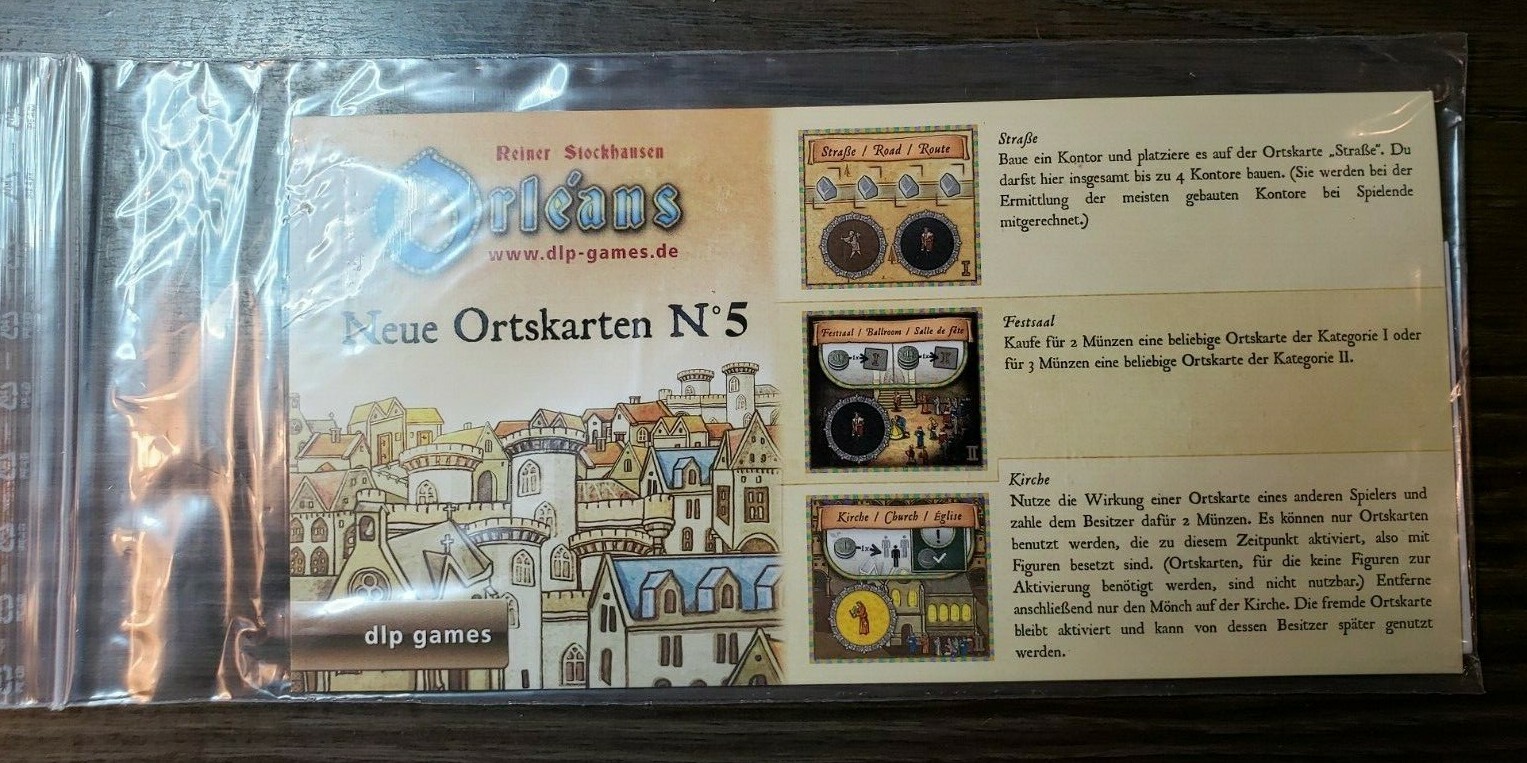 Reiner Stockhausen
Orléans
www.dlp-games.de
Neue Ortskarten N°5
dlp games
Straße / Road / Route
4
I
Straße
Baue ein Kontor und platziere es auf der Ortskarte „Straße“. Du
darfst hier insgesamt bis zu 4 Kontore bauen. (Sie werden bei der
Ermittlung der meisten gebauten Kontore bei Spielende
mitgerechnet.)
Festsaal / Ballroom / Salle de fête
1x
I
1x
II
II
Festsaal
Kaufe für 2 Münzen eine beliebige Ortskarte der Kategorie I oder
für 3 Münzen eine beliebige Ortskarte der Kategorie II.
Kirche / Church / Église
1x
Kirche
Nutze die Wirkung einer Ortskarte eines anderen Spielers und
zahle dem Besitzer dafür 2 Münzen. Es können nur Ortskarten
benutzt werden, die zu diesem Zeitpunkt aktiviert, also mit
Figuren besetzt sind. (Ortskarten, für die keine Figuren zur
Aktivierung benötigt werden, sind nicht nutzbar.) Entferne
anschließend nur den Mönch auf der Kirche. Die fremde Ortskarte
bleibt aktiviert und kann von dessen Besitzer später genutzt
werden.